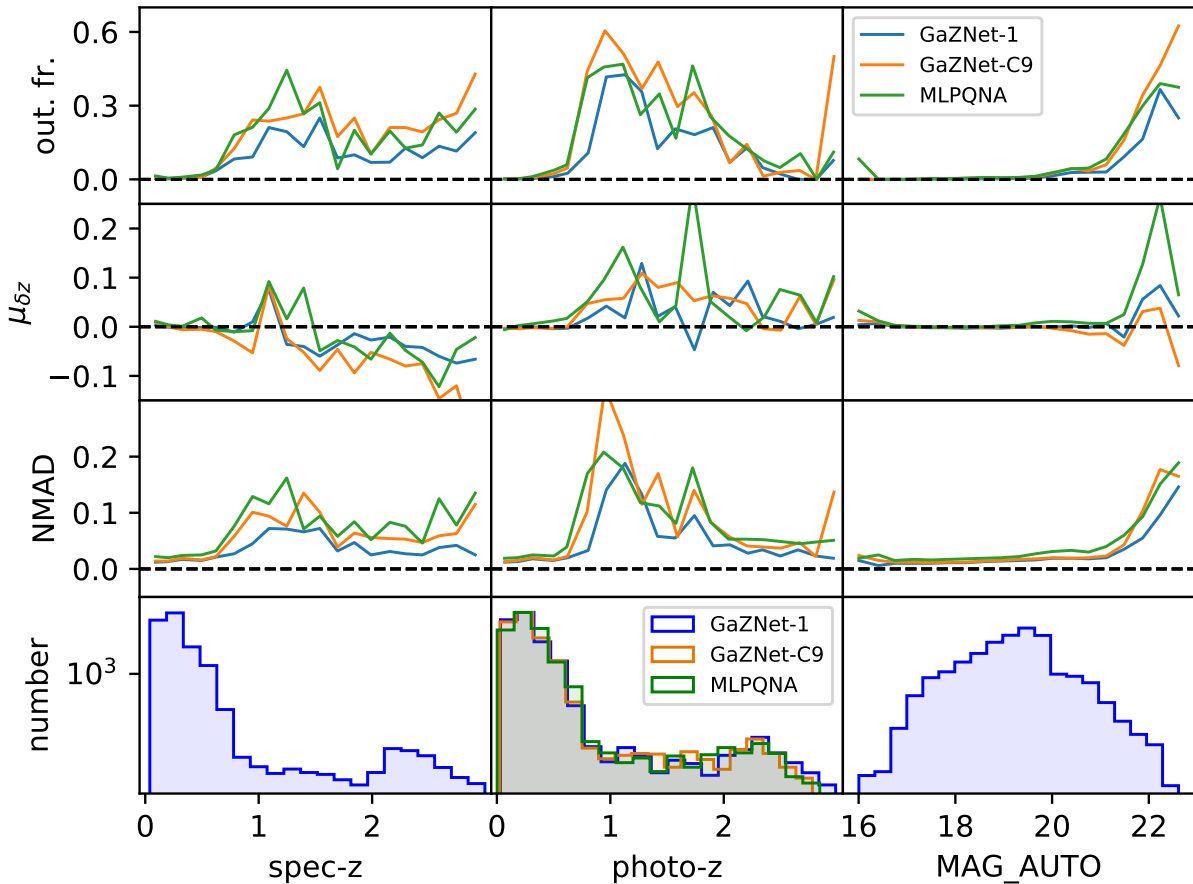 out. fr.
0.6
0.3
0.0
GaZNet-1
GaZNet-C9
MLPQNA
μδz
0.2
0.1
0.0
−0.1
NMAD
0.2
0.1
0.0
number
10³
GaZNet-1
GaZNet-C9
MLPQNA
0 1 2
0 1 2
16 18 20 22
spec-z
photo-z
MAG_AUTO